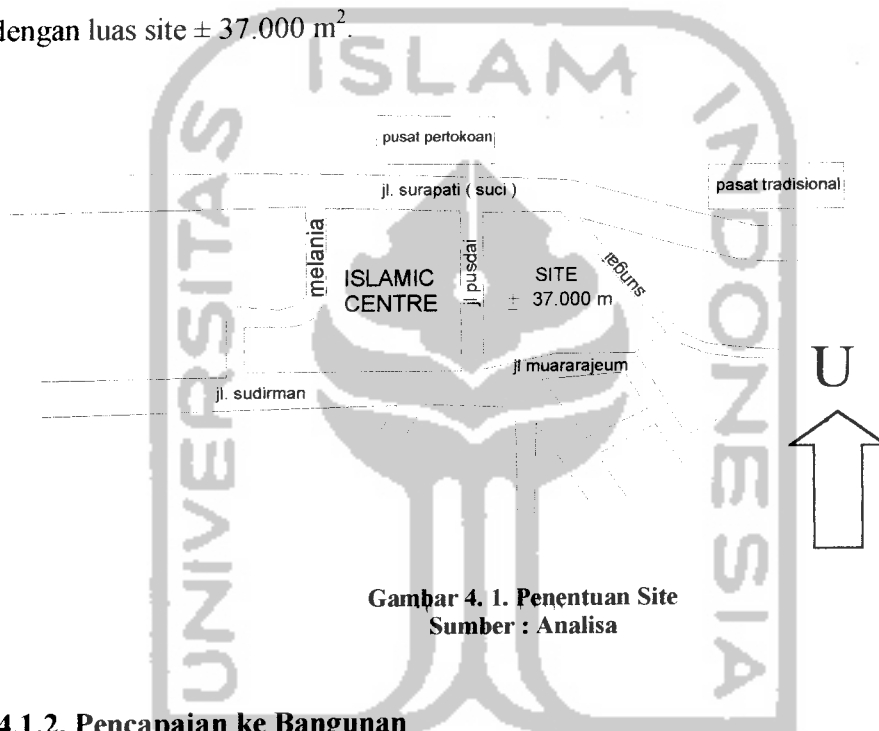 dengan luas site ± 37.000 m².
UNIVERSITAS
ISLAM
INDONESIA
pusat pertokoan
jl. surapati ( suci )
pasat tradisional
melania
ISLAMIC
CENTRE
jl pusdai
SITE
± 37.000 m
sungai
jl muararajeum
jl. sudirman
U
Gambar 4. 1. Penentuan Site
Sumber : Analisa
4.1.2. Pencapaian ke Bangunan